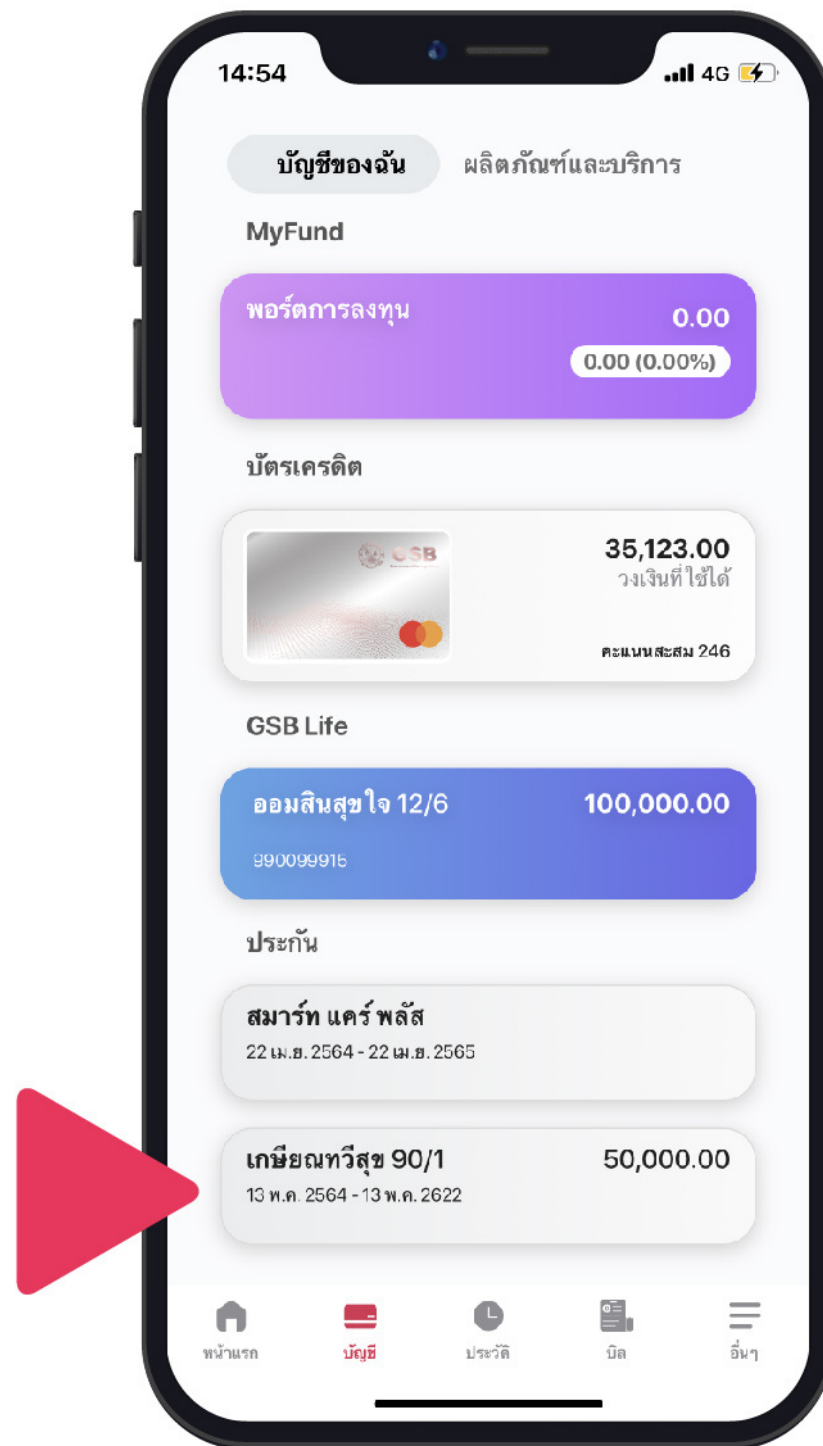 14:54
4G
บัญชีของฉัน ผลิตภัณฑ์และบริการ
MyFund
พอร์ตการลงทุน 0.00
0.00 (0.00%)
บัตรเครดิต
GSB
35,123.00
วงเงินที่ใช้ได้
คะแนนสะสม 246
GSB Life
ออมสินสุขใจ 12/6 100,000.00
990099915
ประกัน
สมาร์ท แคร์ พลัส
22 เม.ย. 2564 - 22 เม.ย. 2565
เกษียณทวีสุข 90/1 50,000.00
13 พ.ค. 2564 - 13 พ.ค. 2622
หน้าแรก บัญชี ประวัติ บิล อื่นๆ